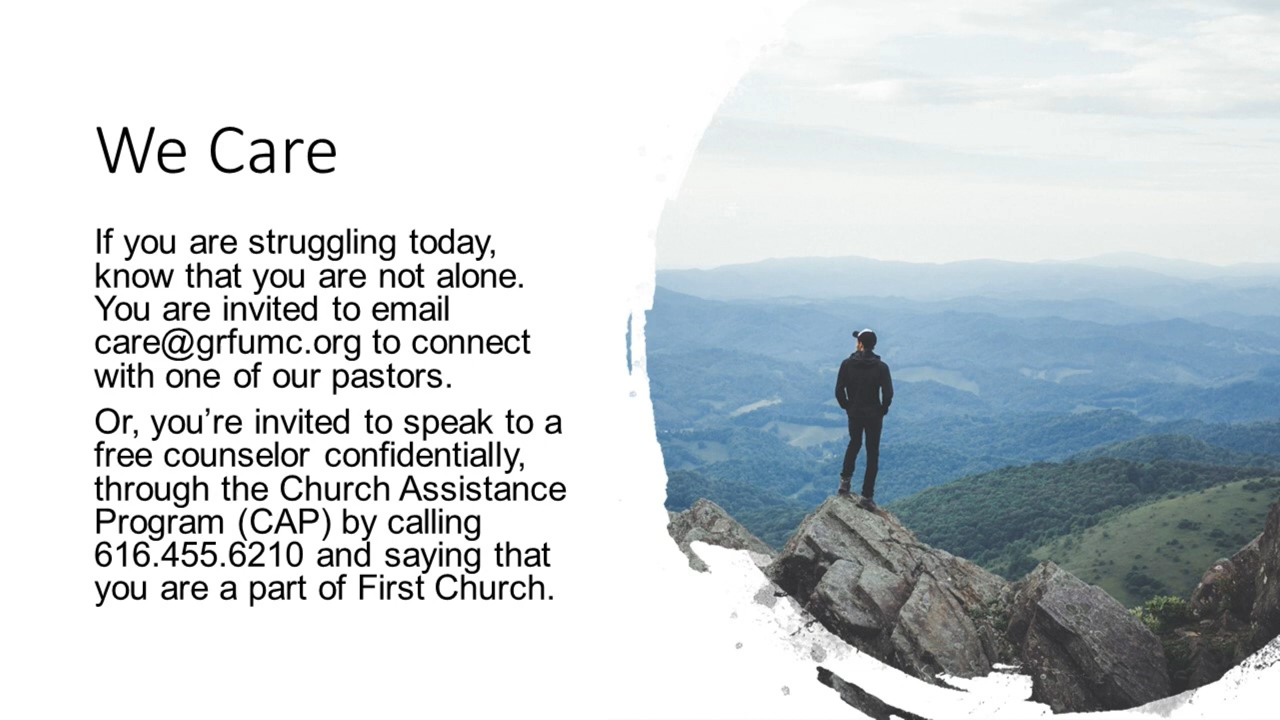 We Care
If you are struggling today,
know that you are not alone.
You are invited to email
care@grfumc.org to connect
with one of our pastors.
Or, you’re invited to speak to a
free counselor confidentially,
through the Church Assistance
Program (CAP) by calling
616.455.6210 and saying that
you are a part of First Church.